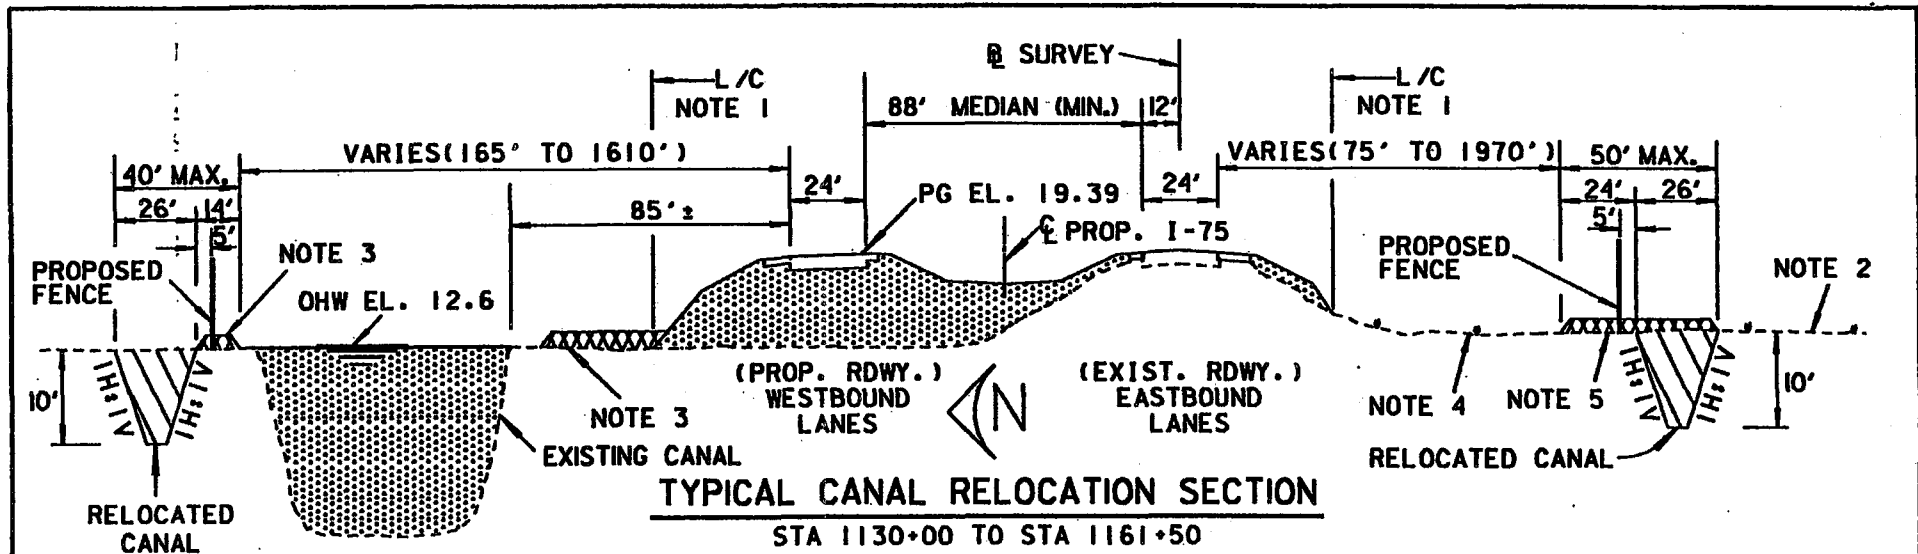 ℄ SURVEY
L/C
NOTE 1
88' MEDIAN (MIN.)
12'
L/C
NOTE 1
VARIES(165' TO 1610')
VARIES(75' TO 1970')
40' MAX.
50' MAX.
24'
PG EL. 19.39
24'
24'
26'
26'
14'
85' ±
5'
℄ PROP. I-75
5'
PROPOSED
FENCE
NOTE 3
PROPOSED
FENCE
NOTE 2
OHW EL. 12.6
10'
1H:1V
1H:1V
(PROP. RDWY.)
WESTBOUND
LANES
N
(EXIST. RDWY.)
EASTBOUND
LANES
NOTE 4
NOTE 5
1H:1V
1H:1V
10'
NOTE 3
EXISTING CANAL
RELOCATED CANAL
RELOCATED
CANAL
TYPICAL CANAL RELOCATION SECTION
STA 1130+00 TO STA 1161+50